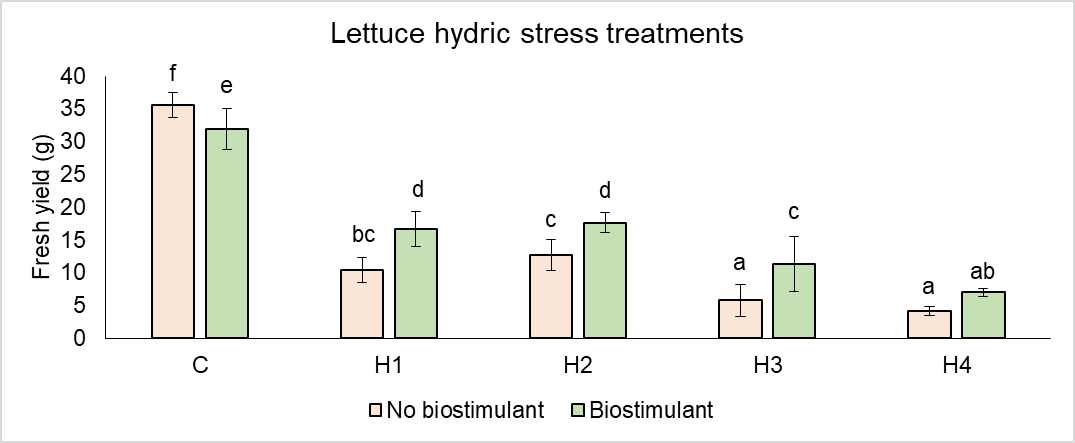 Lettuce hydric stress treatments
Fresh yield (g)
40
35
30
25
20
15
10
5
0
f
e
bc
d
c
d
a
c
a
ab
C
H1
H2
H3
H4
No biostimulant
Biostimulant